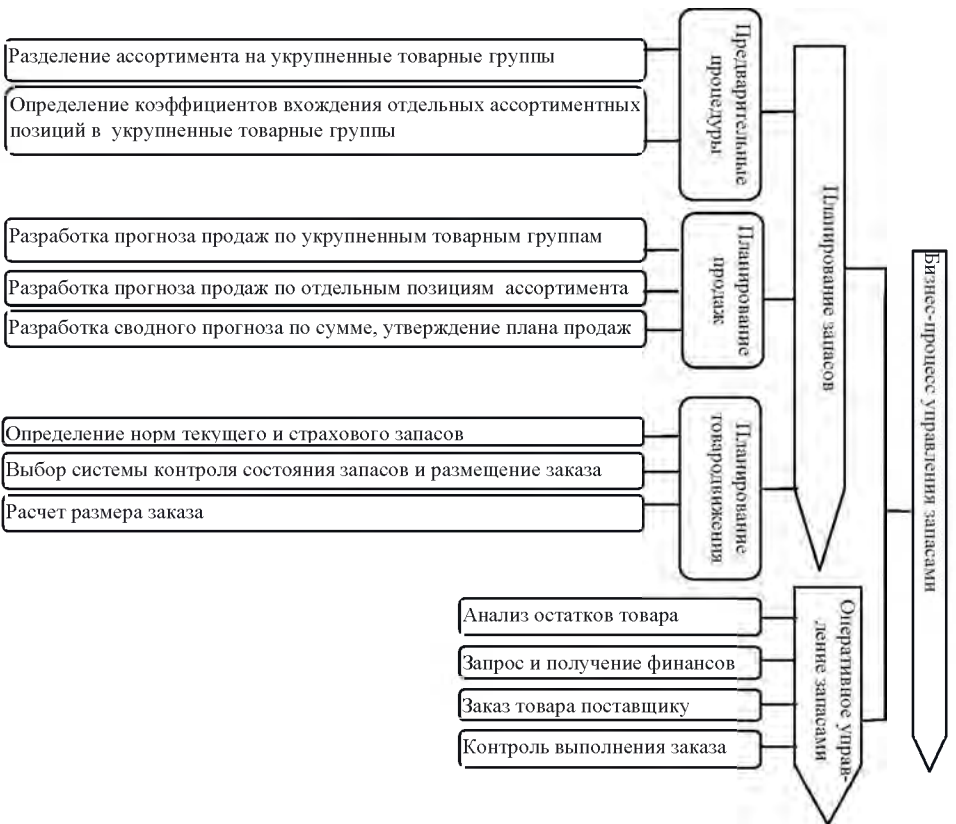 Бизнес-процесс управления запасами
Планирование запасов
Предварительные
процедуры
Разделение ассортимента на укрупненные товарные группы
Определение коэффициентов вхождения отдельных ассортиментных
позиций в укрупненные товарные группы
Планирование
продаж
Разработка прогноза продаж по укрупненным товарным группам
Разработка прогноза продаж по отдельным позициям ассортимента
Разработка сводного прогноза по сумме, утверждение плана продаж
Планирование
товародвижения
Определение норм текущего и страхового запасов
Выбор системы контроля состояния запасов и размещение заказа
Расчет размера заказа
Оперативное управ-
ление запасами
Анализ остатков товара
Запрос и получение финансов
Заказ товара поставщику
Контроль выполнения заказа